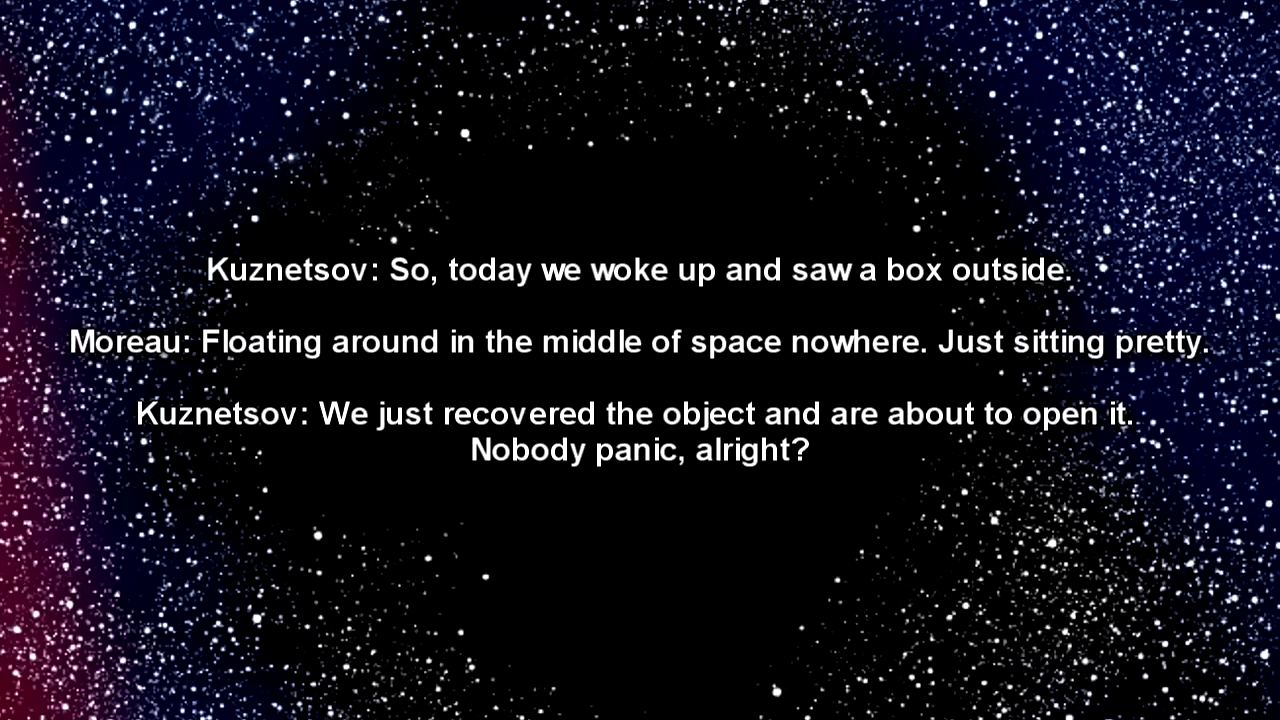 Kuznetsov: So, today we woke up and saw a box outside.
Moreau: Floating around in the middle of space nowhere. Just sitting pretty.
Kuznetsov: We just recovered the object and are about to open it.
Nobody panic, alright?